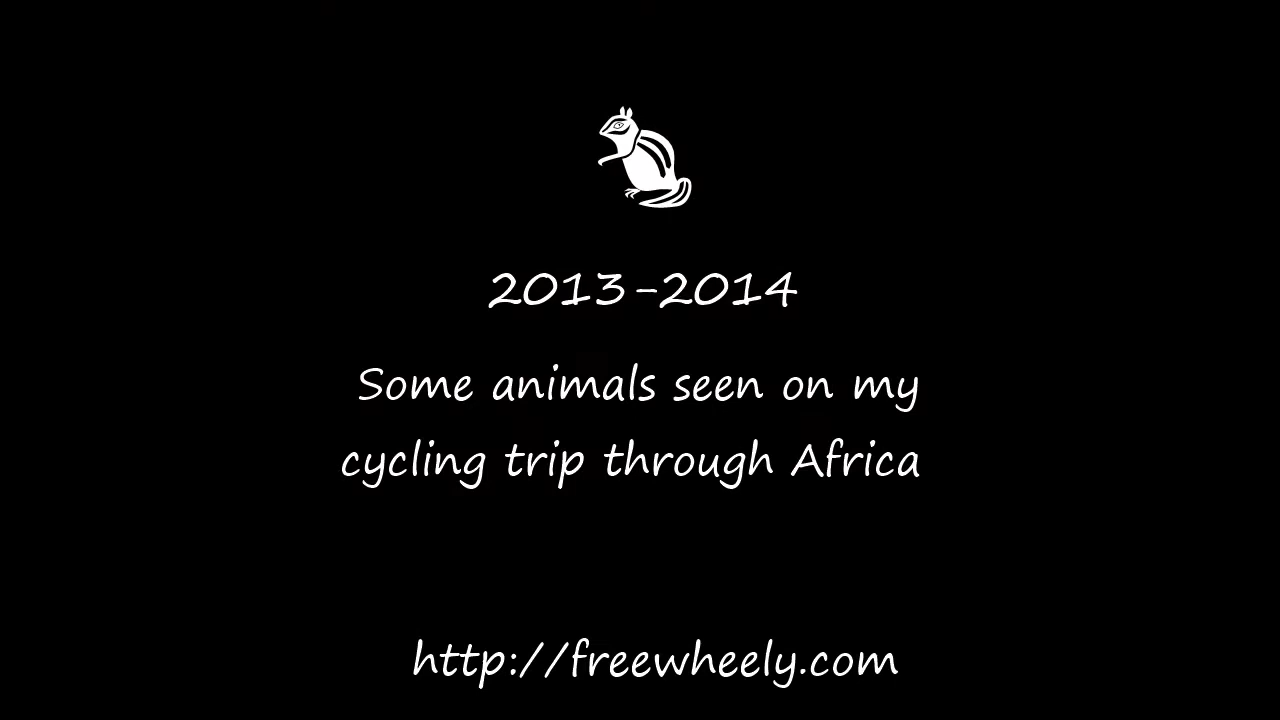 2013-2014
Some animals seen on my
cycling trip through Africa
http://freewheely.com